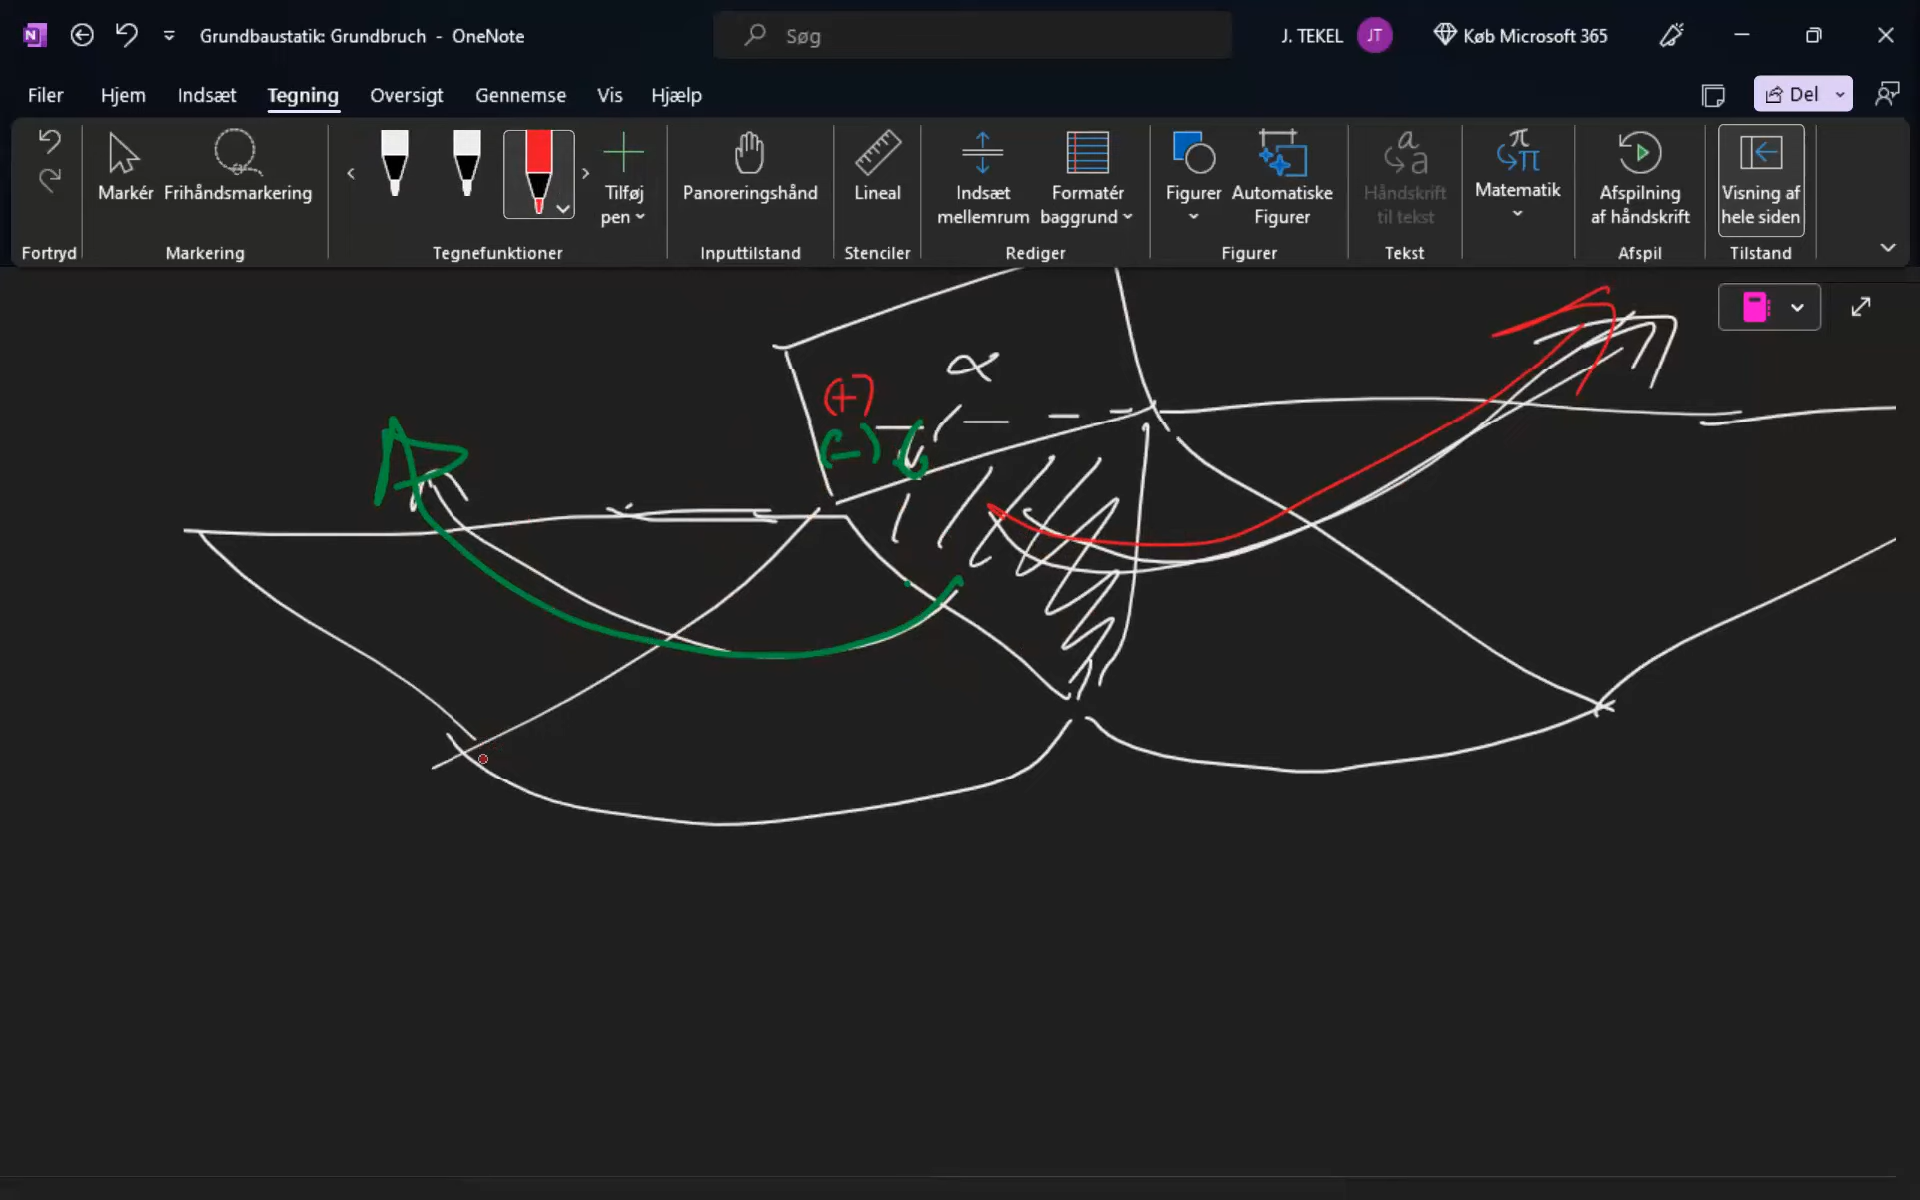 Grundbaustatik: Grundbruch - OneNote
Søg
J. TEKEL
JT
Køb Microsoft 365
Filer
Hjem
Indsæt
Tegning
Oversigt
Gennemse
Vis
Hjælp
Del
Markér
Frihåndsmarkering
Tilføj
pen
Panoreringshånd
Lineal
Indsæt
mellemrum
Formatér
baggrund
Figurer
Automatiske
Figurer
Håndskrift
til tekst
Matematik
Afspilning
af håndskrift
Visning af
hele siden
Fortryd
Markering
Tegnefunktioner
Inputtilstand
Stenciler
Rediger
Figurer
Tekst
Afspil
Tilstand
α
(+)
(-)